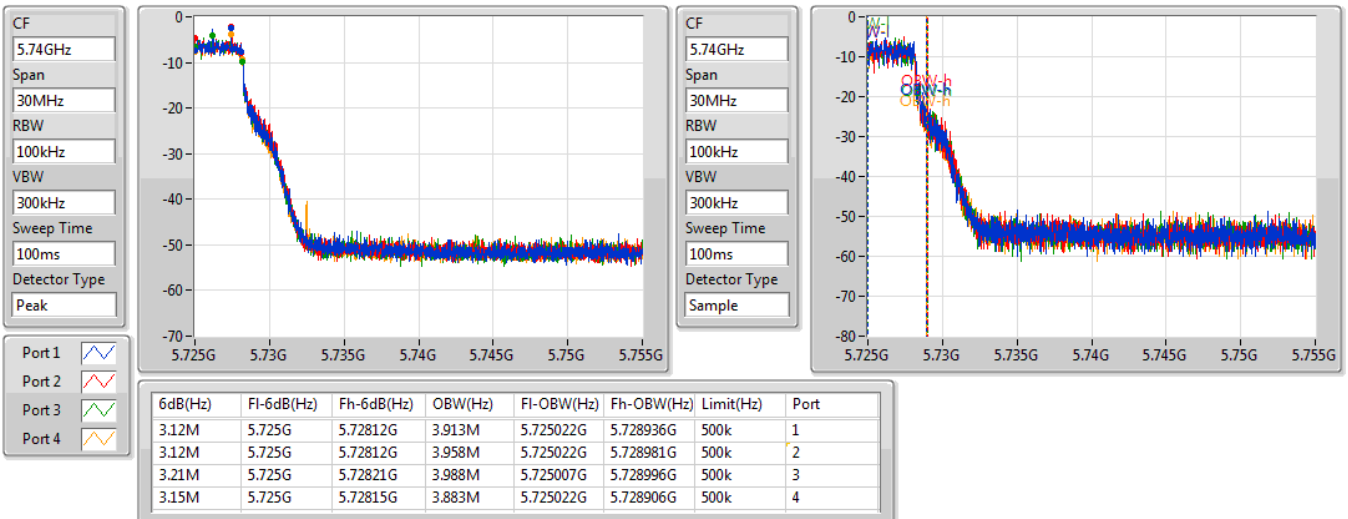 CF
5.74GHz
Span
30MHz
RBW
100kHz
VBW
300kHz
Sweep Time
100ms
Detector Type
Peak
0
-10
-20
-30
-40
-50
-60
-70
5.725G 5.73G 5.735G 5.74G 5.745G 5.75G 5.755G
CF
5.74GHz
Span
30MHz
RBW
100kHz
VBW
300kHz
Sweep Time
100ms
Detector Type
Sample
0
-10
-20
-30
-40
-50
-60
-70
-80
OBW-h
OBW-h
OBW-h
5.725G 5.73G 5.735G 5.74G 5.745G 5.75G 5.755G
Port 1
Port 2
Port 3
Port 4
6dB(Hz) Fl-6dB(Hz) Fh-6dB(Hz) OBW(Hz) Fl-OBW(Hz) Fh-OBW(Hz) Limit(Hz) Port
3.12M 5.725G 5.72812G 3.913M 5.725022G 5.728936G 500k 1
3.12M 5.725G 5.72812G 3.958M 5.725022G 5.728981G 500k 2
3.21M 5.725G 5.72821G 3.988M 5.725007G 5.728996G 500k 3
3.15M 5.725G 5.72815G 3.883M 5.725022G 5.728906G 500k 4